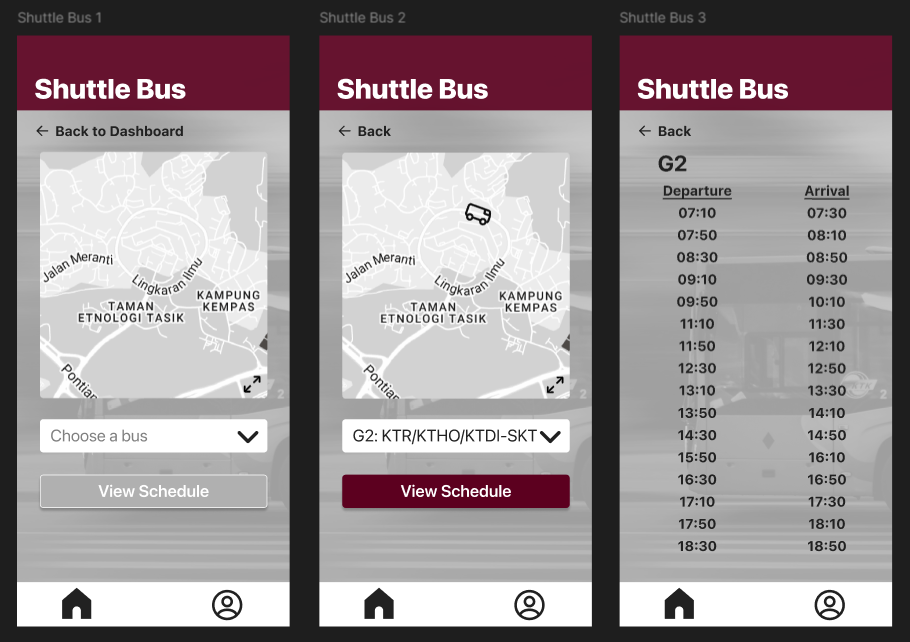 Shuttle Bus 1
Shuttle Bus
Back to Dashboard
Jalan Meranti
Lingkaran Ilmu
KAMPUNG
KEMPAS
TAMAN
ETNOLOGI TASIK
Pontian
2
Choose a bus
View Schedule
Shuttle Bus 2
Shuttle Bus
Back
Jalan Meranti
Lingkaran Ilmu
KAMPUNG
KEMPAS
TAMAN
ETNOLOGI TASIK
Pontian
2
G2: KTR/KTHO/KTDI-SKT
View Schedule
Shuttle Bus 3
Shuttle Bus
Back
G2
Departure Arrival
07:10 07:30
07:50 08:10
08:30 08:50
09:10 09:30
09:50 10:10
11:10 11:30
11:50 12:10
12:30 12:50
13:10 13:30
13:50 14:10
14:30 14:50
15:50 16:10
16:30 16:50
17:10 17:30
17:50 18:10
18:30 18:50